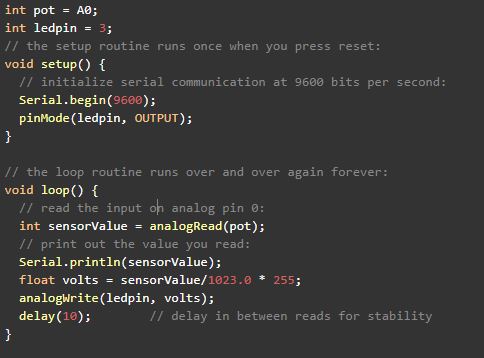 int pot = A0;
int ledpin = 3;
// the setup routine runs once when you press reset:
void setup() {
  // initialize serial communication at 9600 bits per second:
  Serial.begin(9600);
  pinMode(ledpin, OUTPUT);
}

// the loop routine runs over and over again forever:
void loop() {
  // read the input on analog pin 0:
  int sensorValue = analogRead(pot);
  // print out the value you read:
  Serial.println(sensorValue);
  float volts = sensorValue/1023.0 * 255;
  analogWrite(ledpin, volts);
  delay(10);        // delay in between reads for stability
}